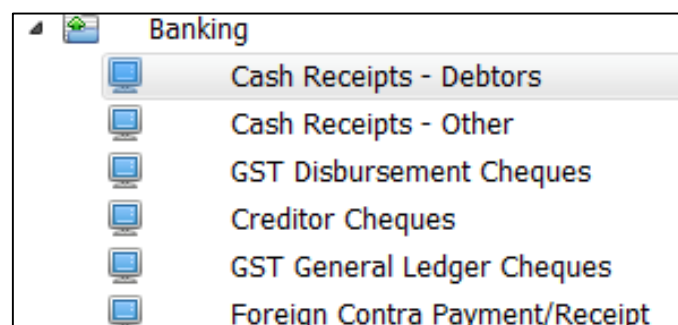 Banking
Cash Receipts - Debtors
Cash Receipts - Other
GST Disbursement Cheques
Creditor Cheques
GST General Ledger Cheques
Foreign Contra Payment/Receipt